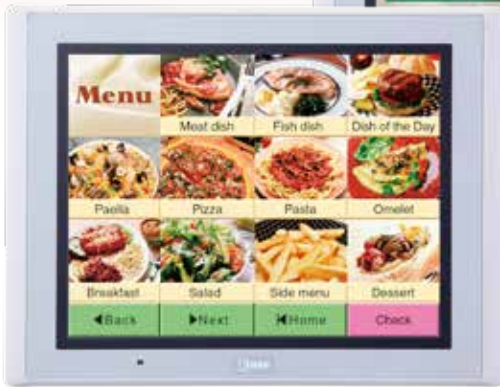 Menu
Meat dish Fish dish Dish of the Day
Paella Pizza Pasta Omelet
Breakfast Salad Side menu Dessert
◀Back ▶Next Home Check